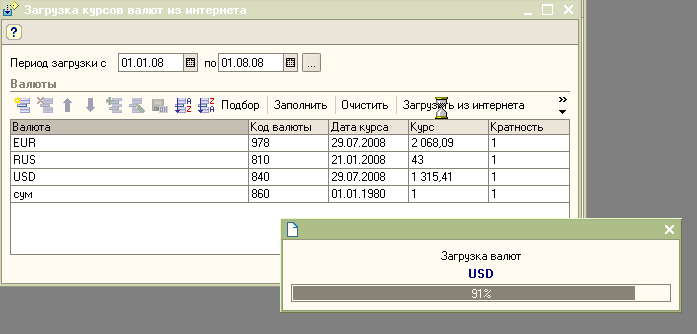 Загрузка курсов валют из интернета
?
Период загрузки с 01.01.08 по 01.08.08 ...
Валюты
Подбор Заполнить Очистить Загрузить из интернета
Валюта Код валюты Дата курса Курс Кратность
EUR 978 29.07.2008 2 068,09 1
RUS 810 21.01.2008 43 1
USD 840 29.07.2008 1 315,41 1
сум 860 01.01.1980 1 1
Загрузка валют
USD
91%